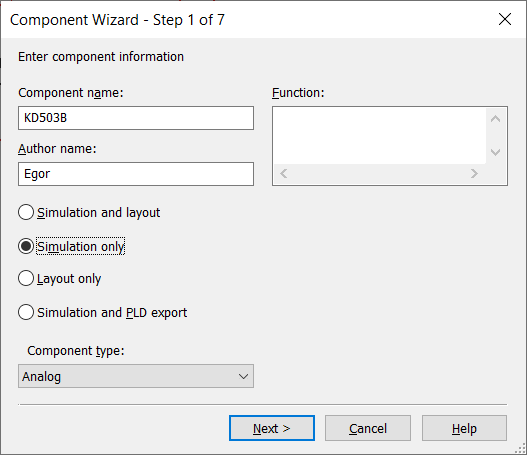 Component Wizard - Step 1 of 7
Enter component information
Component name:
KD503B
Function:
Author name:
Egor
Simulation and layout
Simulation only
Layout only
Simulation and PLD export
Component type:
Analog
Next >
Cancel
Help